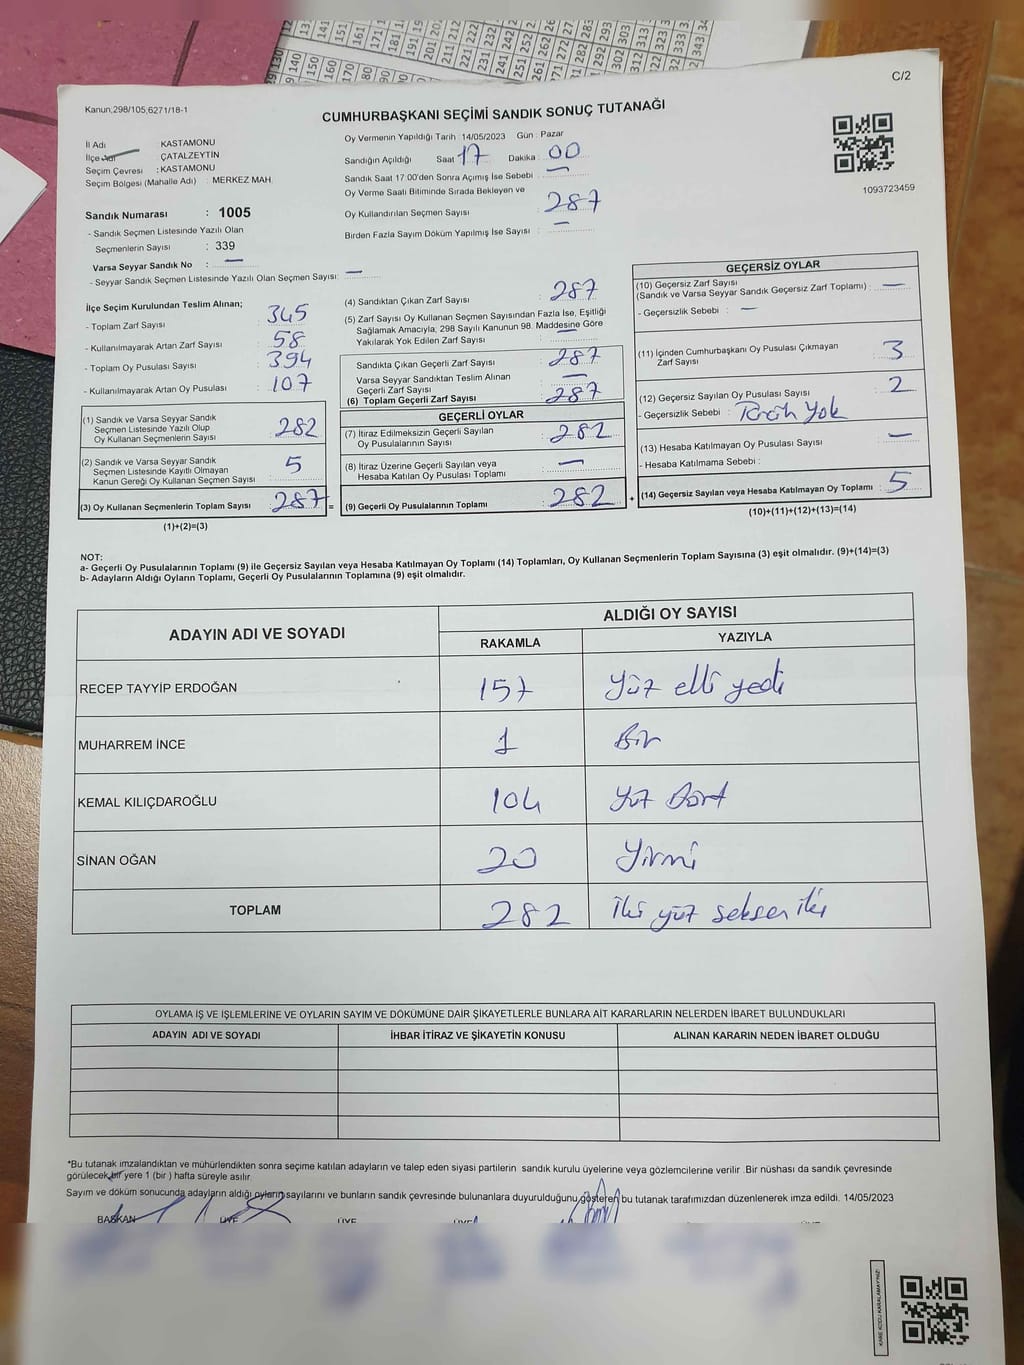 C/2
Kanun,298/105,6271/18-1
CUMHURBAŞKANI SEÇİMİ SANDIK SONUÇ TUTANAĞI
İl Adı : KASTAMONU
İlçe Adı : ÇATALZEYTİN
Seçim Çevresi : KASTAMONU
Seçim Bölgesi (Mahalle Adı) : MERKEZ MAH.
Sandık Numarası : 1005
- Sandık Seçmen Listesinde Yazılı Olan
Seçmenlerin Sayısı : 339
Varsa Seyyar Sandık No : —
- Seyyar Sandık Seçmen Listesinde Yazılı Olan Seçmen Sayısı: —
Oy Vermenin Yapıldığı Tarih : 14/05/2023 Gün : Pazar
Sandığın Açıldığı Saat : 17 Dakika : 00
Sandık Saat 17.00'den Sonra Açımış İse Sebebi : —
Oy Verme Saati Bitiminde Sırada Bekleyen ve
Oy Kullandırılan Seçmen Sayısı : 287
Birden Fazla Sayım Döküm Yapılmış İse Sayısı : —
1093723459
İlçe Seçim Kurulundan Teslim Alınan;
- Toplam Zarf Sayısı : 345
- Kullanılmayarak Artan Zarf Sayısı : 58
- Toplam Oy Pusulası Sayısı : 394
- Kullanılmayarak Artan Oy Pusulası : 107
(1) Sandık ve Varsa Seyyar Sandık
Seçmen Listesinde Yazılı Olup
Oy Kullanan Seçmenlerin Sayısı : 282
(2) Sandık ve Varsa Seyyar Sandık
Seçmen Listesinde Kayıtlı Olmayan
Kanun Gereği Oy Kullanan Seçmen Sayısı : 5
(3) Oy Kullanan Seçmenlerin Toplam Sayısı : 287 =
(1)+(2)=(3)
(4) Sandıktan Çıkan Zarf Sayısı : 287
(5) Zarf Sayısı Oy Kullanan Seçmen Sayısından Fazla İse, Eşitliği
Sağlamak Amacıyla; 298 Sayılı Kanunun 98. Maddesine Göre
Yakılarak Yok Edilen Zarf Sayısı : —
Sandıkta Çıkan Geçerli Zarf Sayısı : 287
Varsa Seyyar Sandıktan Teslim Alınan
Geçerli Zarf Sayısı : —
(6) Toplam Geçerli Zarf Sayısı : 287
GEÇERLİ OYLAR
(7) İtiraz Edilmeksizin Geçerli Sayılan
Oy Pusulalarının Sayısı : 282
(8) İtiraz Üzerine Geçerli Sayılan veya
Hesaba Katılan Oy Pusulası Toplamı : —
(9) Geçerli Oy Pusulalarının Toplamı : 282 +
GEÇERSİZ OYLAR
(10) Geçersiz Zarf Sayısı
(Sandık ve Varsa Seyyar Sandık Geçersiz Zarf Toplamı) : —
- Geçersizlik Sebebi : —
(11) İçinden Cumhurbaşkanı Oy Pusulası Çıkmayan
Zarf Sayısı : 3
(12) Geçersiz Sayılan Oy Pusulası Sayısı : 2
- Geçersizlik Sebebi : Tercih Yok
(13) Hesaba Katılmayan Oy Pusulası Sayısı : —
- Hesaba Katılmama Sebebi :
(14) Geçersiz Sayılan veya Hesaba Katılmayan Oy Toplamı : 5
(10)+(11)+(12)+(13)=(14)
NOT:
a- Geçerli Oy Pusulalarının Toplamı (9) ile Geçersiz Sayılan veya Hesaba Katılmayan Oy Toplamı (14) Toplamları, Oy Kullanan Seçmenlerin Toplam Sayısına (3) eşit olmalıdır. (9)+(14)=(3)
b- Adayların Aldığı Oyların Toplamı, Geçerli Oy Pusulalarının Toplamına (9) eşit olmalıdır.
ADAYIN ADI VE SOYADI
ALDIĞI OY SAYISI
RAKAMLA YAZIYLA
RECEP TAYYİP ERDOĞAN 157 Yüz elli yedi
MUHARREM İNCE 1 Bir
KEMAL KILIÇDAROĞLU 104 Yüz Dört
SİNAN OĞAN 20 Yirmi
TOPLAM 282 İki yüz seksen iki
OYLAMA İŞ VE İŞLEMLERİNE VE OYLARIN SAYIM VE DÖKÜMÜNE DAİR ŞİKAYETLERLE BUNLARA AİT KARARLARIN NELERDEN İBARET BULUNDUKLARI
ADAYIN ADI VE SOYADI İHBAR İTİRAZ VE ŞİKAYETİN KONUSU ALINAN KARARIN NEDEN İBARET OLDUĞU
*Bu tutanak imzalandıktan ve mühürlendikten sonra seçime katılan adayların ve talep eden siyasi partilerin sandık kurulu üyelerine veya gözlemcilerine verilir .Bir nüshası da sandık çevresinde
görülecek bir yere 1 (bir ) hafta süreyle asılır.
Sayım ve döküm sonucunda adayların aldığı oyların sayılarını ve bunların sandık çevresinde bulunanlara duyurulduğunu gösteren bu tutanak tarafımızdan düzenlenerek imza edildi. 14/05/2023
BAŞKAN ÜYE ÜYE ÜYE ÜYE
KARE KODU KARALAMAYINIZ!